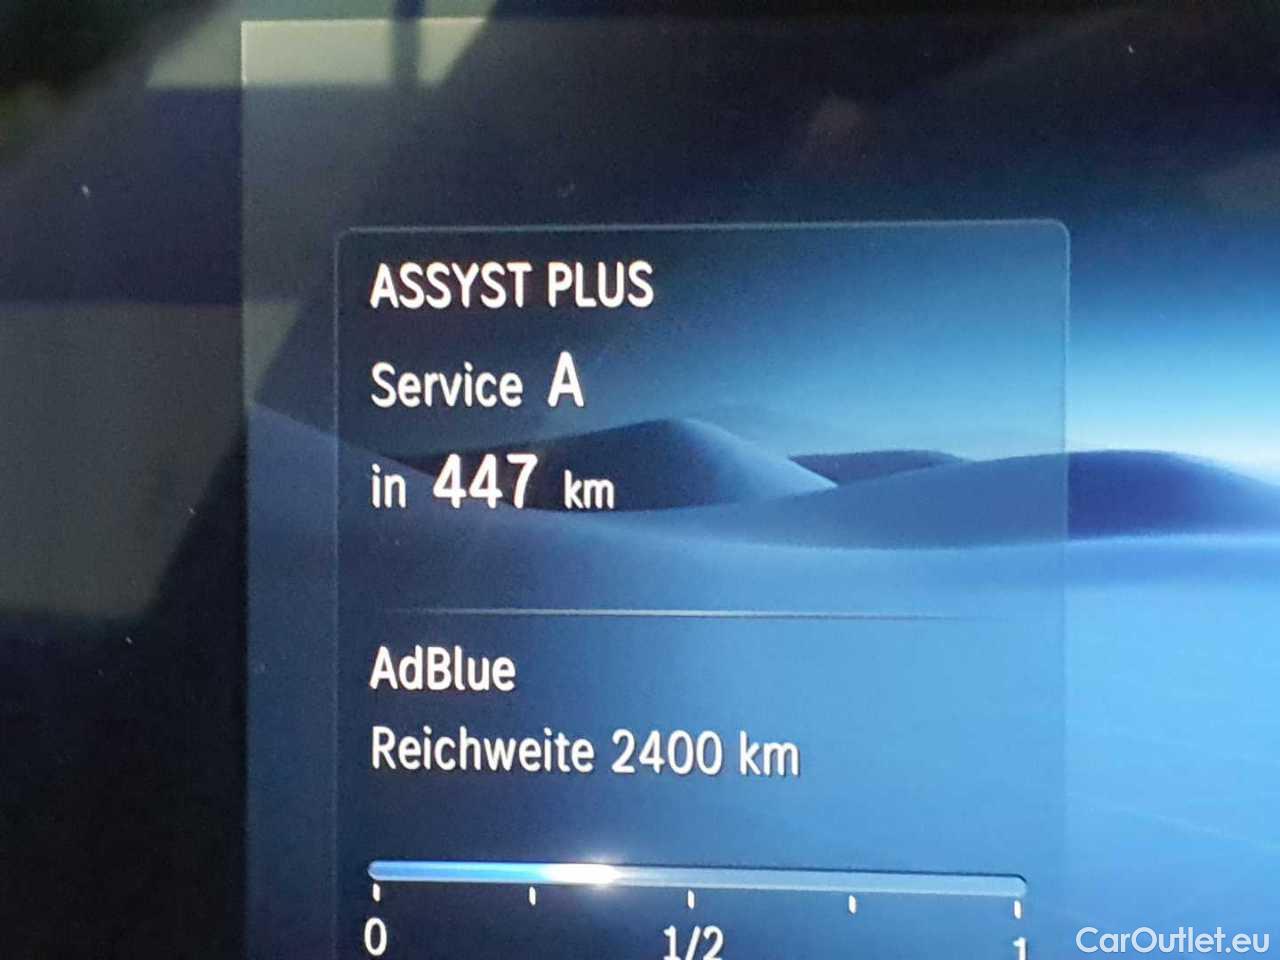 ASSYST PLUS
Service A
in 447 km
AdBlue
Reichweite 2400 km
0 1/2 1
CarOutlet.eu